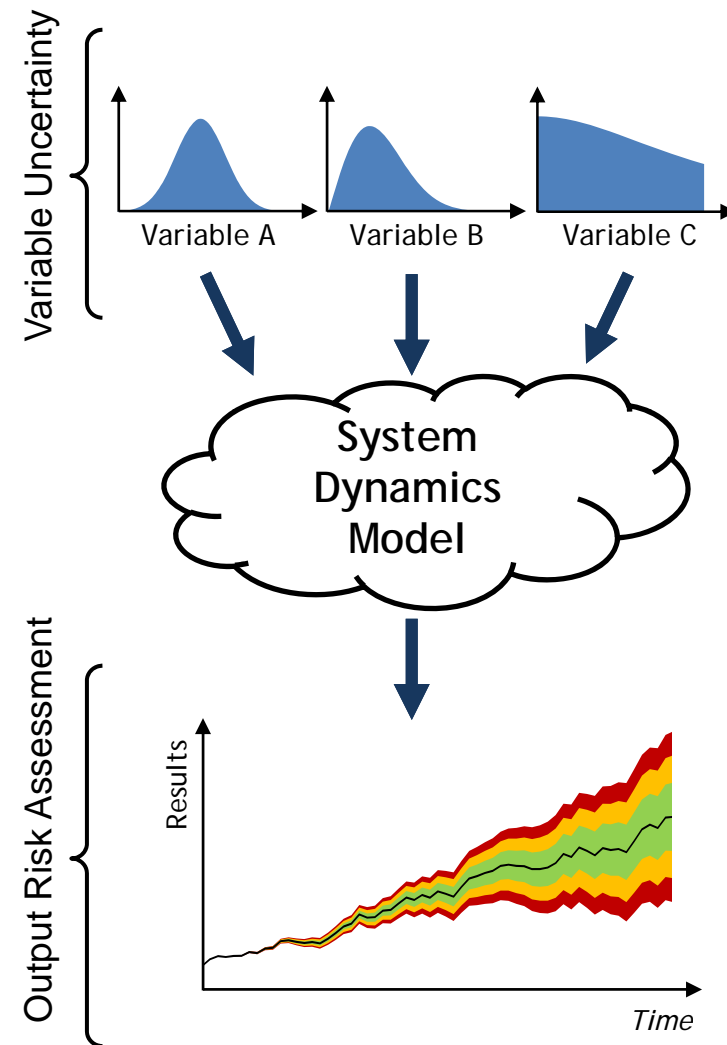 Variable Uncertainty
Variable A
Variable B
Variable C
System
Dynamics
Model
Output Risk Assessment
Results
Time